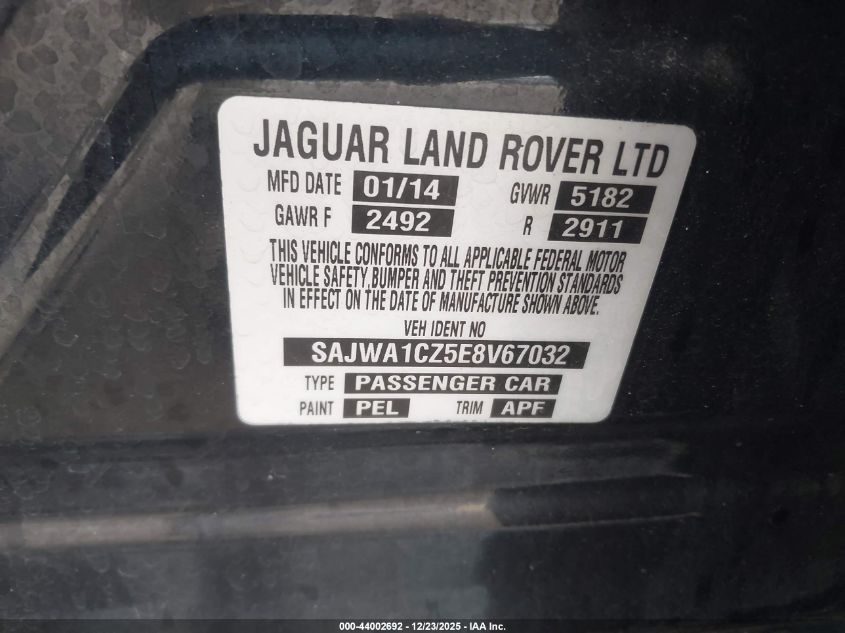 JAGUAR LAND ROVER LTD
MFD DATE 01/14 GVWR 5182
GAWR F 2492 R 2911
THIS VEHICLE CONFORMS TO ALL APPLICABLE FEDERAL MOTOR
VEHICLE SAFETY,BUMPER AND THEFT PREVENTION STANDARDS
IN EFFECT ON THE DATE OF MANUFACTURE SHOWN ABOVE.
VEH IDENT NO
SAJWA1CZ5E8V67032
TYPE PASSENGER CAR
PAINT PEL TRIM APF
000-44002692 - 12/23/2025 - IAA Inc.